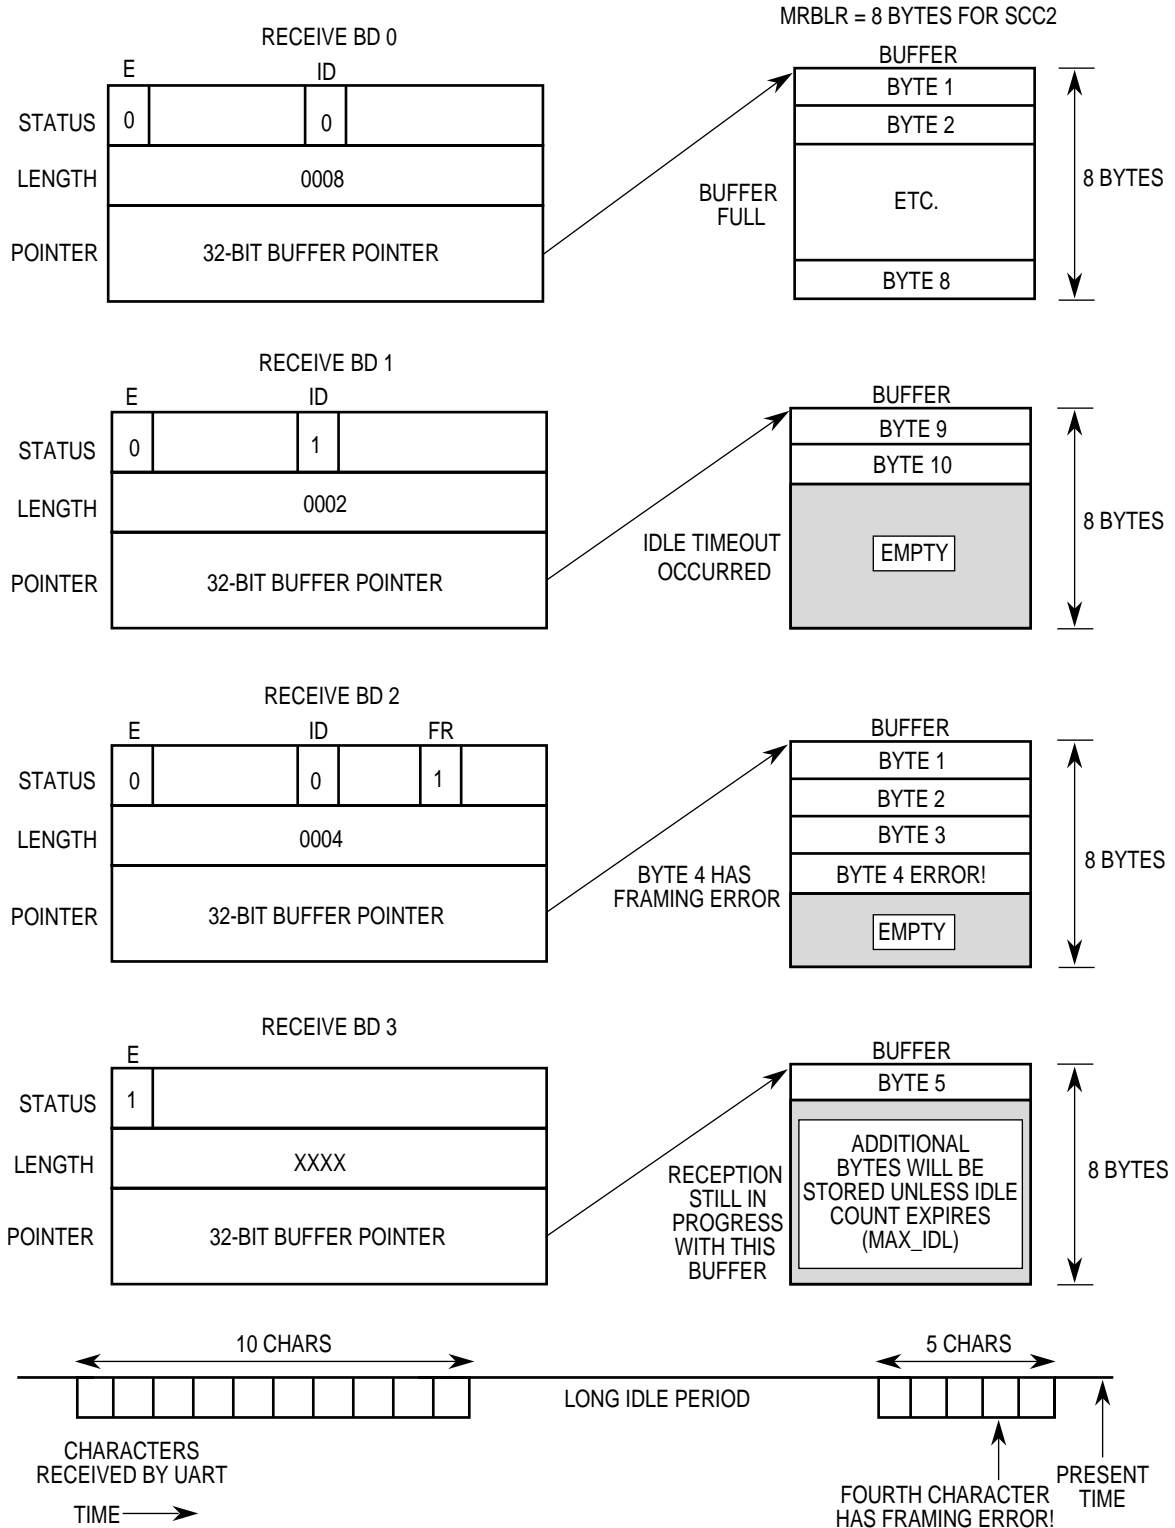 MRBLR = 8 BYTES FOR SCC2
RECEIVE BD 0
BUFFER
E ID
BYTE 1
STATUS 0 0
BYTE 2
LENGTH 0008
8 BYTES
BUFFER
FULL
ETC.
POINTER 32-BIT BUFFER POINTER
BYTE 8
RECEIVE BD 1
E ID
BUFFER
BYTE 9
STATUS 0 1
BYTE 10
LENGTH 0002
8 BYTES
IDLE TIMEOUT
OCCURRED
EMPTY
POINTER 32-BIT BUFFER POINTER
RECEIVE BD 2
E ID FR
BUFFER
BYTE 1
STATUS 0 0 1
BYTE 2
LENGTH 0004
BYTE 3
8 BYTES
BYTE 4 HAS
FRAMING ERROR
BYTE 4 ERROR!
POINTER 32-BIT BUFFER POINTER
EMPTY
RECEIVE BD 3
E
BUFFER
BYTE 5
STATUS 1
LENGTH XXXX
8 BYTES
RECEPTION
STILL IN
PROGRESS
WITH THIS
BUFFER
ADDITIONAL
BYTES WILL BE
STORED UNLESS IDLE
COUNT EXPIRES
(MAX_IDL)
POINTER 32-BIT BUFFER POINTER
10 CHARS
5 CHARS
LONG IDLE PERIOD
CHARACTERS
RECEIVED BY UART
TIME
FOURTH CHARACTER
HAS FRAMING ERROR!
PRESENT
TIME